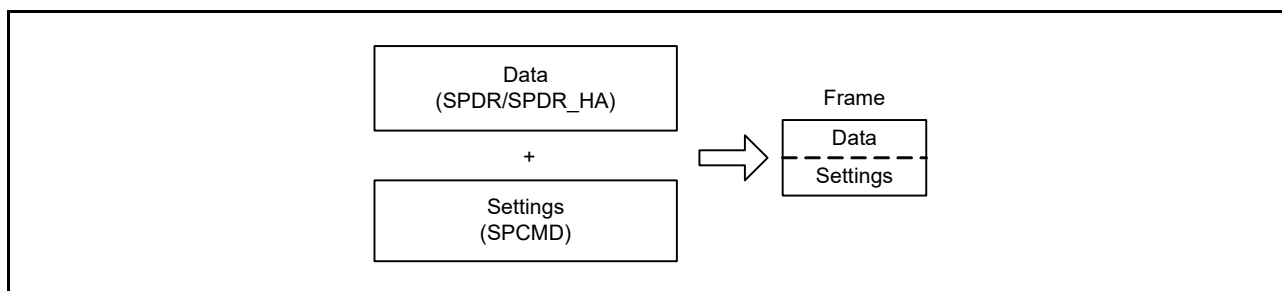 Data
(SPDR/SPDR_HA)
+
Settings
(SPCMD)
Frame
Data
Settings